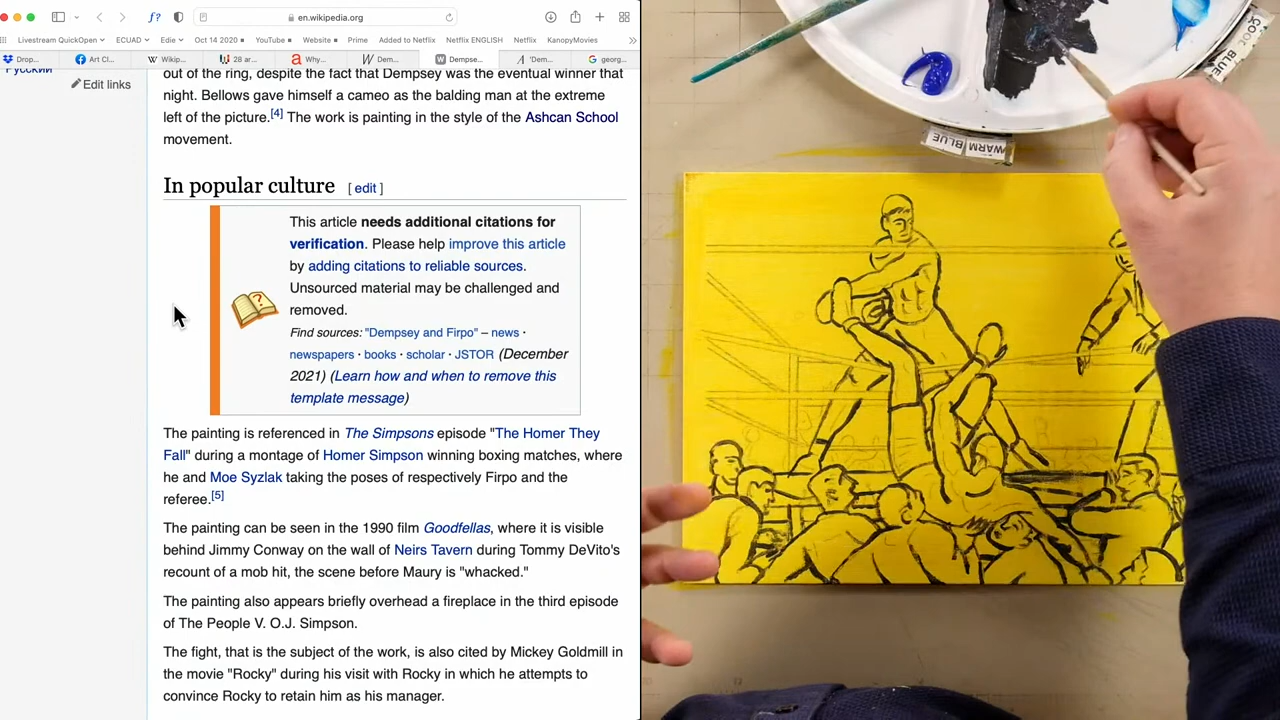 en.wikipedia.org
Livestream QuickOpen ECUAD Edie Oct 14 2020 YouTube Website Prime Added to Netflix Netflix ENGLISH Netflix KanopyMovies
Drop... Art Cl... Wikip... 28 ar... Why... Dem... Dempse... 'Dem... georg...
Русский
Edit links
out of the ring, despite the fact that Dempsey was the eventual winner that
night. Bellows gave himself a cameo as the balding man at the extreme
left of the picture.[4] The work is painting in the style of the Ashcan School
movement.
In popular culture [ edit ]
This article needs additional citations for
verification. Please help improve this article
by adding citations to reliable sources.
Unsourced material may be challenged and
removed.
Find sources: "Dempsey and Firpo" – news ·
newspapers · books · scholar · JSTOR (December
2021) (Learn how and when to remove this
template message)
The painting is referenced in The Simpsons episode "The Homer They
Fall" during a montage of Homer Simpson winning boxing matches, where
he and Moe Syzlak taking the poses of respectively Firpo and the
referee.[5]
The painting can be seen in the 1990 film Goodfellas, where it is visible
behind Jimmy Conway on the wall of Neirs Tavern during Tommy DeVito's
recount of a mob hit, the scene before Maury is "whacked."
The painting also appears briefly overhead a fireplace in the third episode
of The People V. O.J. Simpson.
The fight, that is the subject of the work, is also cited by Mickey Goldmill in
the movie "Rocky" during his visit with Rocky in which he attempts to
convince Rocky to retain him as his manager.
COOL BLUE
WARM BLUE